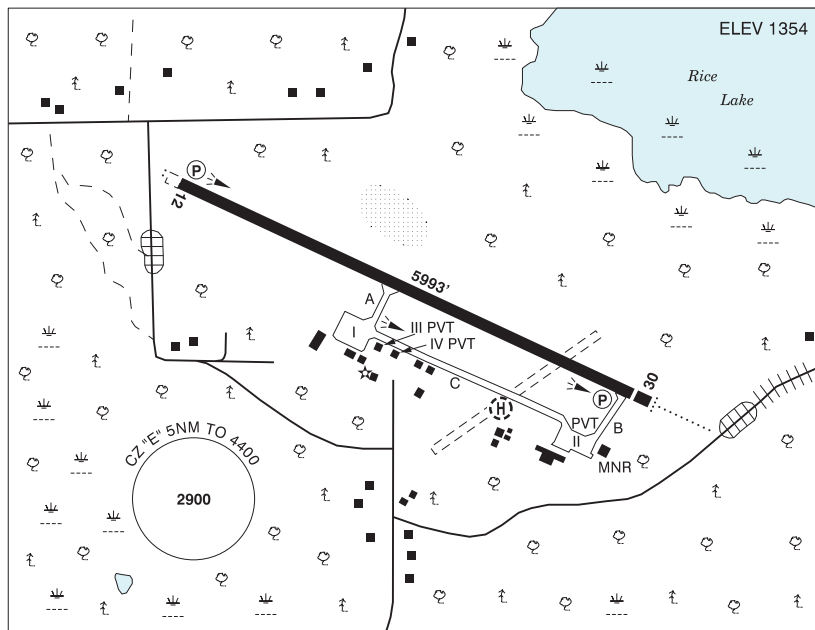 ELEV 1354
Rice
Lake
P
12
5993'
A
III PVT
I
IV PVT
C
30
P
H
PVT
B
II
MNR
CZ "E" 5NM TO 4400
2900